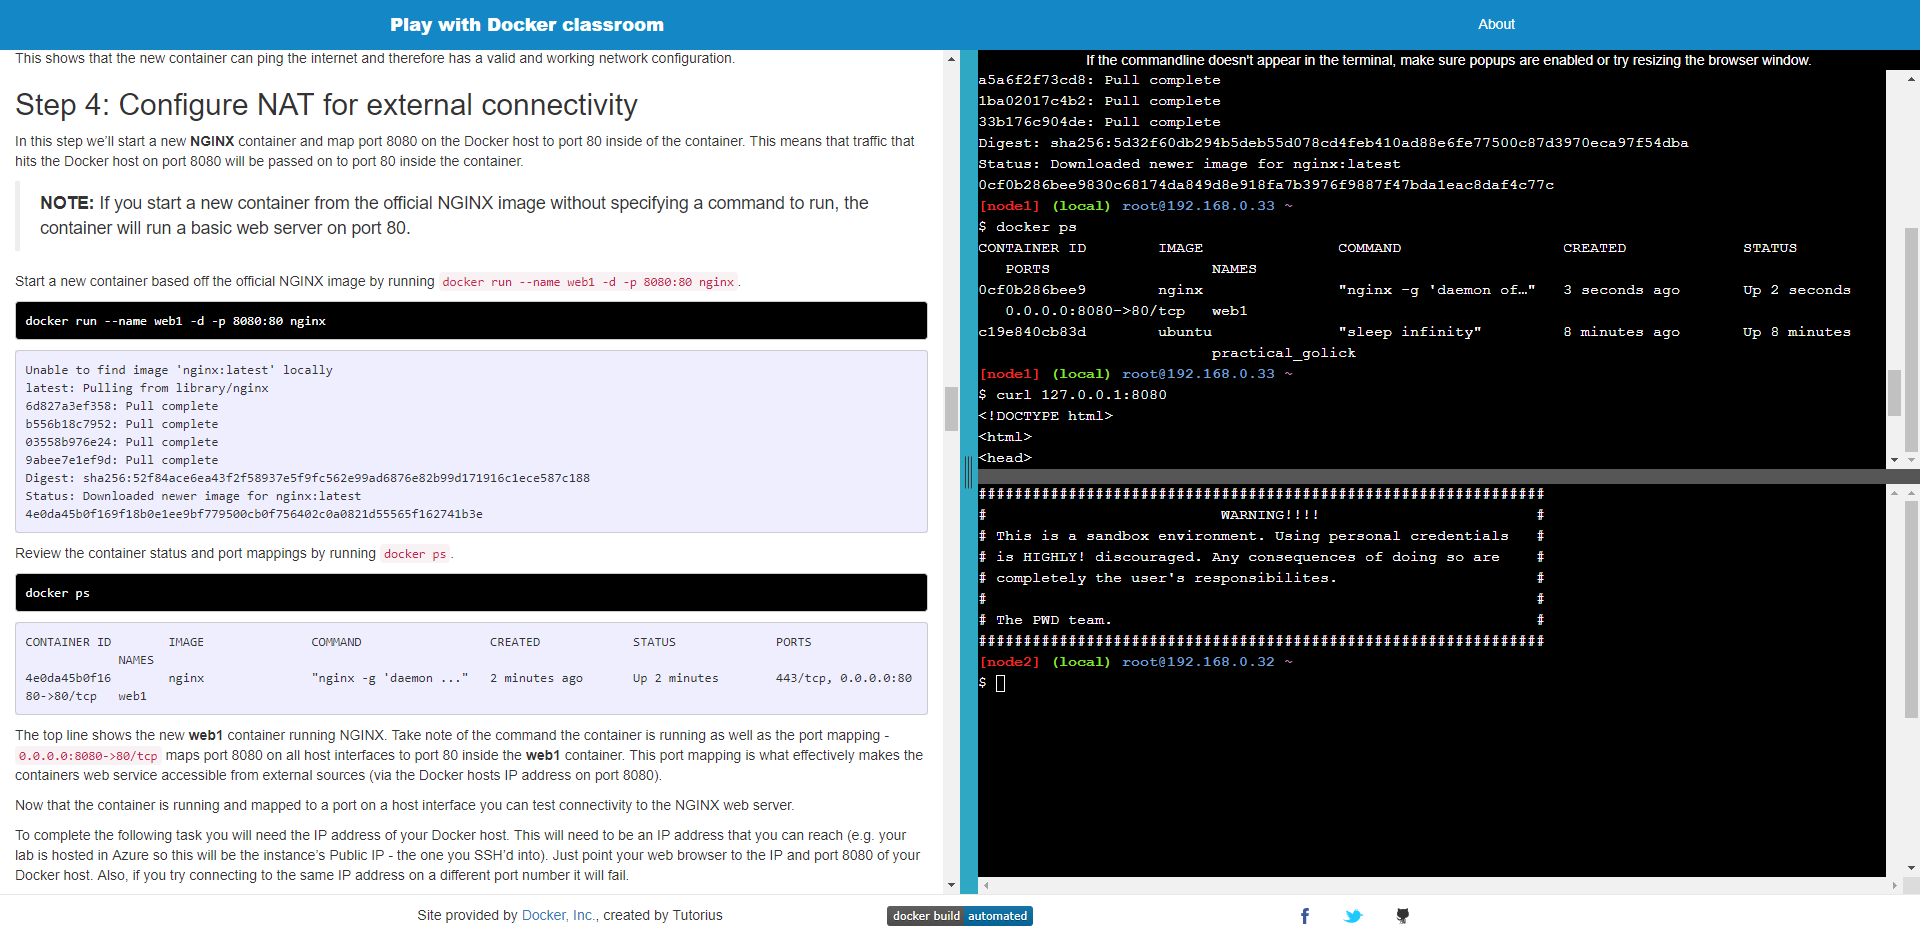 Play with Docker classroom
About
This shows that the new container can ping the internet and therefore has a valid and working network configuration.
Step 4: Configure NAT for external connectivity
In this step we'll start a new NGINX container and map port 8080 on the Docker host to port 80 inside of the container. This means that traffic that
hits the Docker host on port 8080 will be passed on to port 80 inside the container.
NOTE: If you start a new container from the official NGINX image without specifying a command to run, the
container will run a basic web server on port 80.
Start a new container based off the official NGINX image by running docker run --name web1 -d -p 8080:80 nginx .
docker run --name web1 -d -p 8080:80 nginx
Unable to find image 'nginx:latest' locally
latest: Pulling from library/nginx
6d827a3ef358: Pull complete
b556b18c7952: Pull complete
03558b976e24: Pull complete
9abee7e1ef9d: Pull complete
Digest: sha256:52f84ace6ea43f2f58937e5f9fc562e99ad6876e82b99d171916c1ece587c188
Status: Downloaded newer image for nginx:latest
4e0da45b0f169f18b0e1ee9bf779500cb0f756402c0a0821d55565f162741b3e
Review the container status and port mappings by running docker ps .
docker ps
CONTAINER ID        IMAGE               COMMAND                  CREATED             STATUS              PORTS
             NAMES
4e0da45b0f16        nginx               "nginx -g 'daemon ..."   2 minutes ago       Up 2 minutes        443/tcp, 0.0.0.0:80
80->80/tcp   web1
The top line shows the new web1 container running NGINX. Take note of the command the container is running as well as the port mapping -
0.0.0.0:8080->80/tcp maps port 8080 on all host interfaces to port 80 inside the web1 container. This port mapping is what effectively makes the
containers web service accessible from external sources (via the Docker hosts IP address on port 8080).
Now that the container is running and mapped to a port on a host interface you can test connectivity to the NGINX web server.
To complete the following task you will need the IP address of your Docker host. This will need to be an IP address that you can reach (e.g. your
lab is hosted in Azure so this will be the instance's Public IP - the one you SSH'd into). Just point your web browser to the IP and port 8080 of your
Docker host. Also, if you try connecting to the same IP address on a different port number it will fail.
If the commandline doesn't appear in the terminal, make sure popups are enabled or try resizing the browser window.
a5a6f2f73cd8: Pull complete
1ba02017c4b2: Pull complete
33b176c904de: Pull complete
Digest: sha256:5d32f60db294b5deb55d078cd4feb410ad88e6fe77500c87d3970eca97f54dba
Status: Downloaded newer image for nginx:latest
0cf0b286bee9830c68174da849d8e918fa7b3976f9887f47bda1eac8daf4c77c
[node1] (local) root@192.168.0.33 ~
$ docker ps
CONTAINER ID        IMAGE               COMMAND                  CREATED             STATUS
   PORTS                  NAMES
0cf0b286bee9        nginx               "nginx -g 'daemon of…"   3 seconds ago       Up 2 seconds
   0.0.0.0:8080->80/tcp   web1
c19e840cb83d        ubuntu              "sleep infinity"         8 minutes ago       Up 8 minutes
                          practical_golick
[node1] (local) root@192.168.0.33 ~
$ curl 127.0.0.1:8080
<!DOCTYPE html>
<html>
<head>
###############################################################
#                          WARNING!!!!                        #
# This is a sandbox environment. Using personal credentials   #
# is HIGHLY! discouraged. Any consequences of doing so are    #
# completely the user's responsibilites.                      #
#                                                             #
# The PWD team.                                               #
###############################################################
[node2] (local) root@192.168.0.32 ~
$
Site provided by Docker, Inc., created by Tutorius
docker build automated